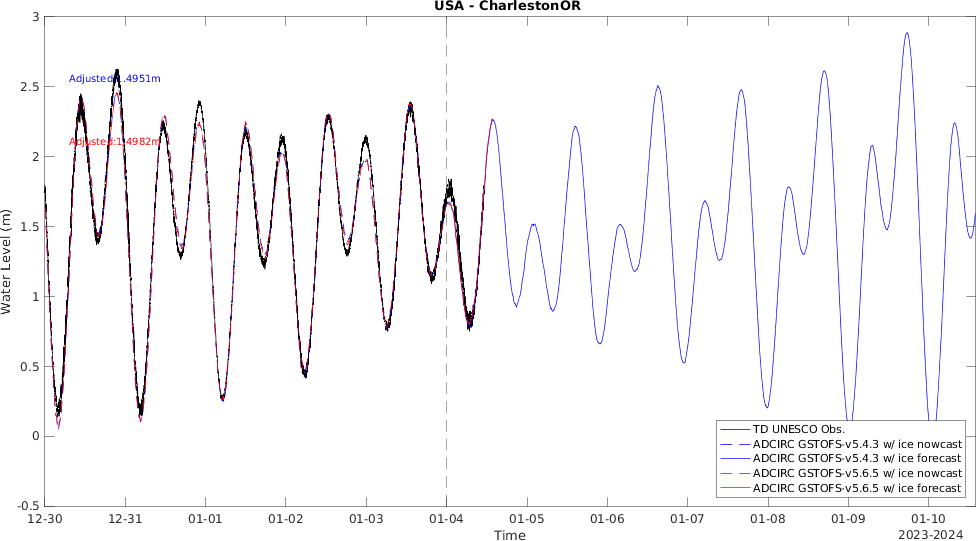 USA - CharlestonOR
3
2.5
2
1.5
1
0.5
0
-0.5
Water Level (m)
Adjusted:1.4951m
Adjusted:1.4982m
12-30 12-31 01-01 01-02 01-03 01-04 01-05 01-06 01-07 01-08 01-09 01-10
Time
2023-2024
TD UNESCO Obs.
ADCIRC GSTOFS-v5.4.3 w/ ice nowcast
ADCIRC GSTOFS-v5.4.3 w/ ice forecast
ADCIRC GSTOFS-v5.6.5 w/ ice nowcast
ADCIRC GSTOFS-v5.6.5 w/ ice forecast